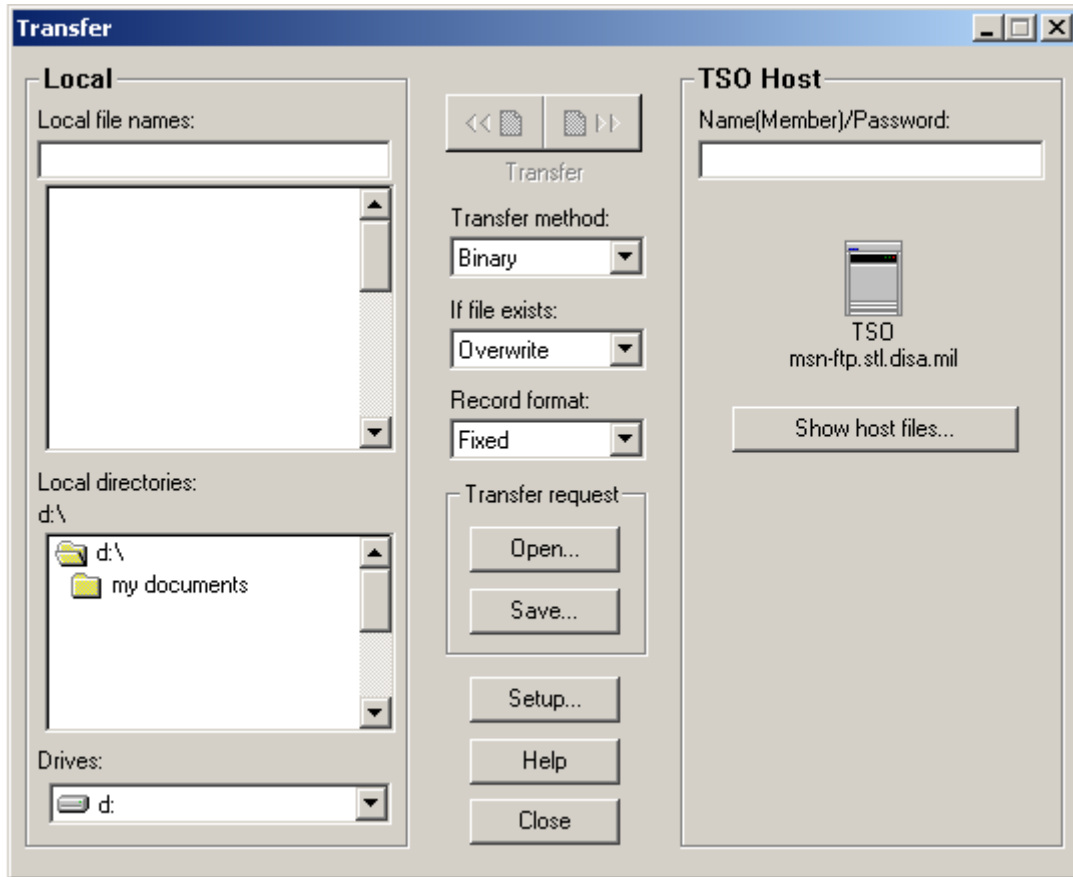 Transfer
Local
Local file names:
Local directories:
d:\
d:\
my documents
Drives:
d:
Transfer
Transfer method:
Binary
If file exists:
Overwrite
Record format:
Fixed
Transfer request
Open...
Save...
Setup...
Help
Close
TSO Host
Name(Member)/Password:
TSO
msn-ftp.stl.disa.mil
Show host files...